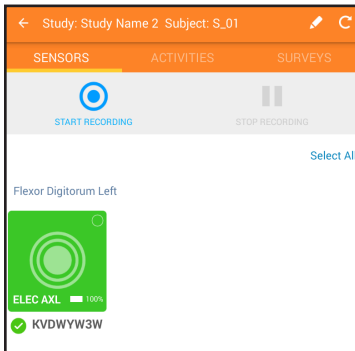 Study: Study Name 2 Subject: S_01
SENSORS ACTIVITIES SURVEYS
START RECORDING STOP RECORDING
Select All
Flexor Digitorum Left
ELEC AXL 100%
KVDWYW3W